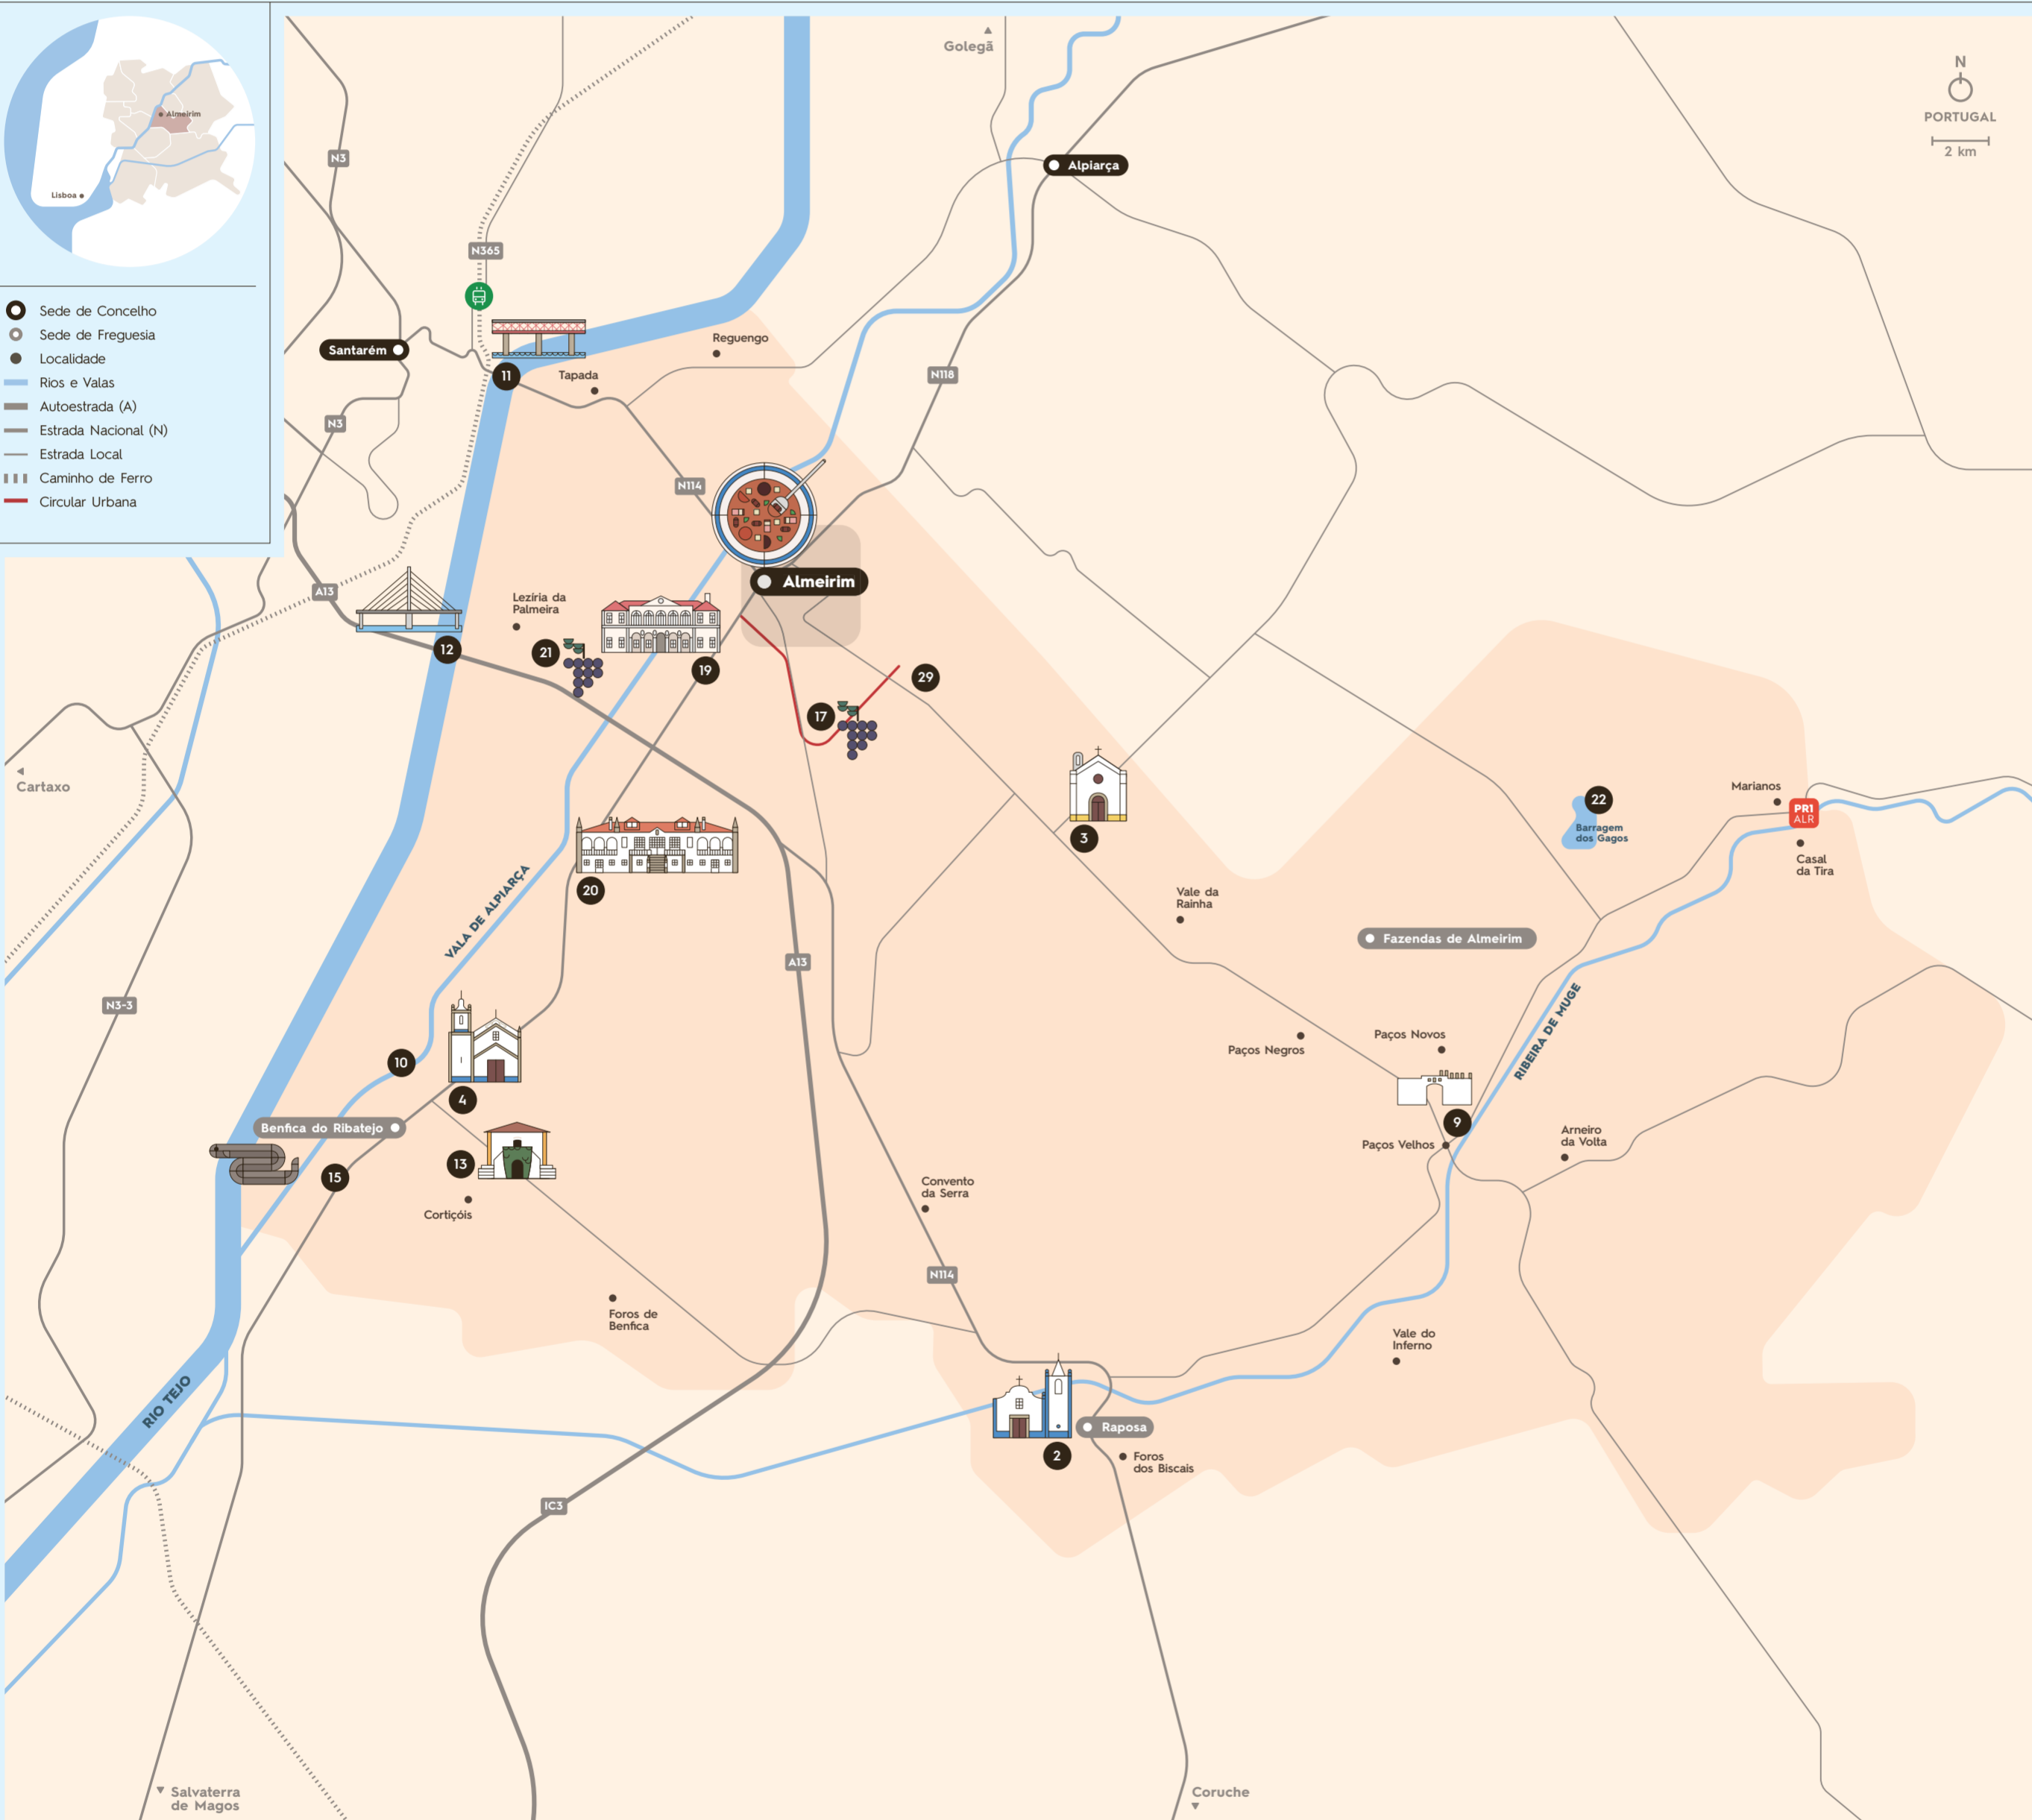 Almeirim
Lisboa
Sede de Concelho
Sede de Freguesia
Localidade
Rios e Valas
Autoestrada (A)
Estrada Nacional (N)
Estrada Local
Caminho de Ferro
Circular Urbana
Golegã
N
PORTUGAL
2 km
N3
Alpiarça
N365
Santarém
Reguengo
11
Tapada
N118
N3
N114
Almeirim
A13
Lezíria da
Palmeira
12
21
19
29
17
Cartaxo
Marianos
22
PR1
ALR
Barragem
dos Gagos
3
Casal
da Tira
20
Vale da
Rainha
VALA DE ALPIARÇA
Fazendas de Almeirim
A13
N3-3
RIBEIRA DE MUGE
Paços Novos
Paços Negros
10
4
9
Benfica do Ribatejo
Paços Velhos
Arneiro
da Volta
13
15
Convento
da Serra
Cortiçóis
N114
Foros de
Benfica
Vale do
Inferno
RIO TEJO
Raposa
2
Foros
dos Biscais
IC3
Salvaterra
de Magos
Coruche